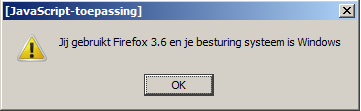 [JavaScript-toepassing]
Jij gebruikt Firefox 3.6 en je besturing systeem is Windows
OK